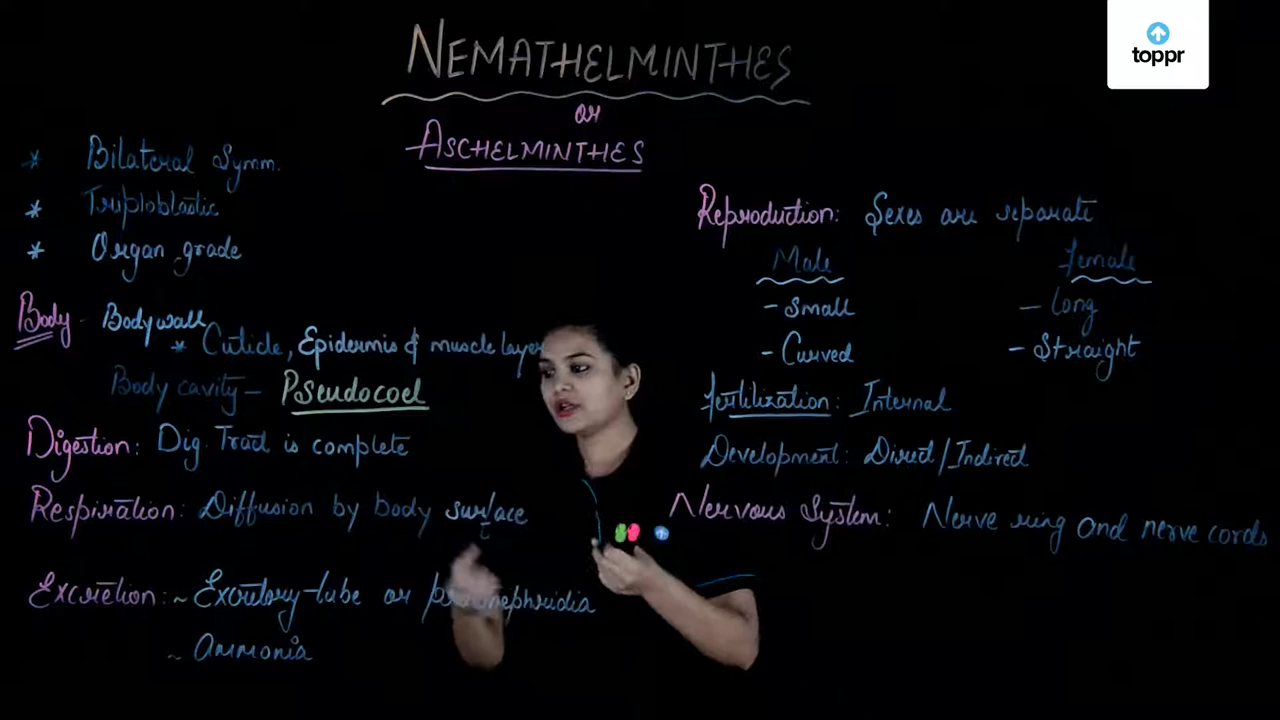 NEMATHELMINTHES
toppr
or
ASCHELMINTHES
* Bilateral Symm.
* Triploblastic
* Organ grade
Body - Bodywall
* Cuticle, Epidermis & muscle layer
Body cavity - Pseudocoel
Digestion: Dig. Tract is complete
Respiration: Diffusion by body surface
Excretion: ~ Excretory-tube or protonephridia
~ Ammonia
Reproduction: Sexes are separate
Male Female
- Small - Long
- Curved - Straight
Fertilization: Internal
Development: Direct/Indirect
Nervous System: Nerve ring and nerve cords.